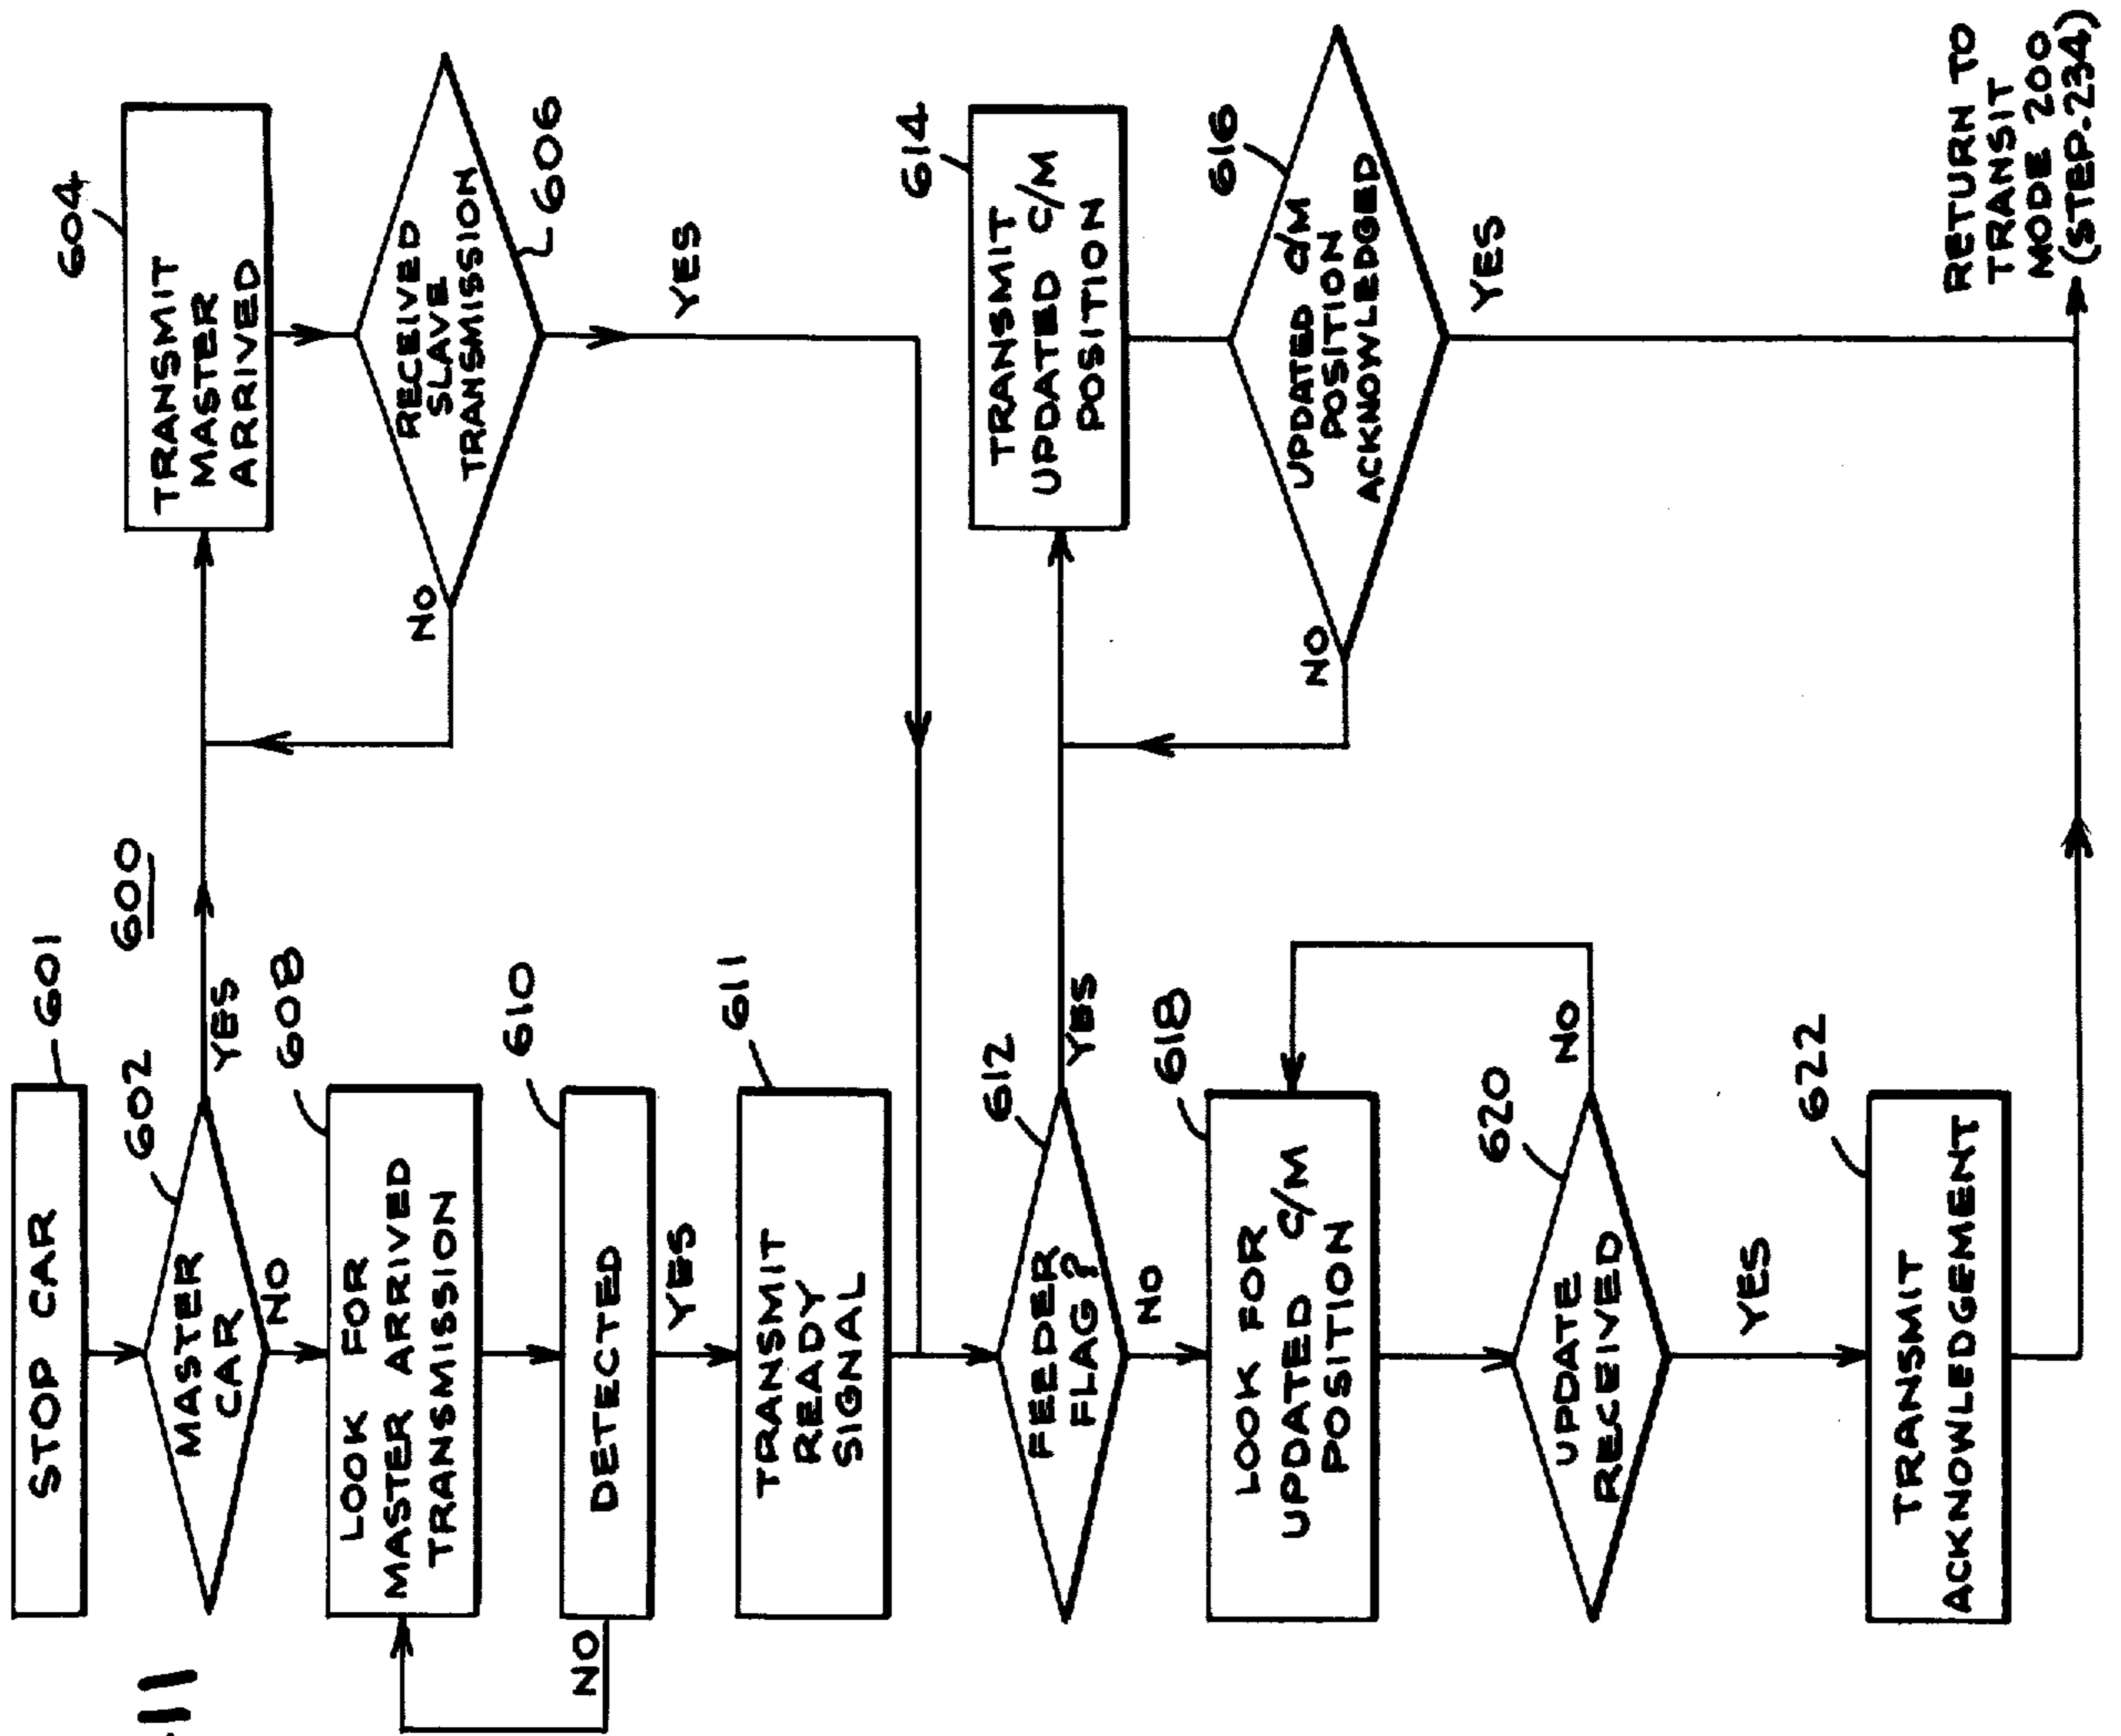 11
600
STOP CAR
601
MASTER
CAR
602
YES
NO
TRANSMIT
MASTER
ARRIVED
604
RECEIVED
SLAVE
TRANSMISSION
606
NO
YES
LOOK FOR
MASTER ARRIVED
TRANSMISSION
608
DETECTED
610
NO
YES
TRANSMIT
READY
SIGNAL
611
FEEDER
FLAG?
612
YES
NO
TRANSMIT
UPDATED C/M
POSITION
614
UPDATED C/M
POSITION
ACKNOWLEDGED
616
NO
YES
LOOK FOR
UPDATED C/M
POSITION
618
UPDATE
RECEIVED
620
NO
YES
TRANSMIT
ACKNOWLEDGEMENT
622
RETURN TO
TRANSIT
MODE 200
(STEP.234)